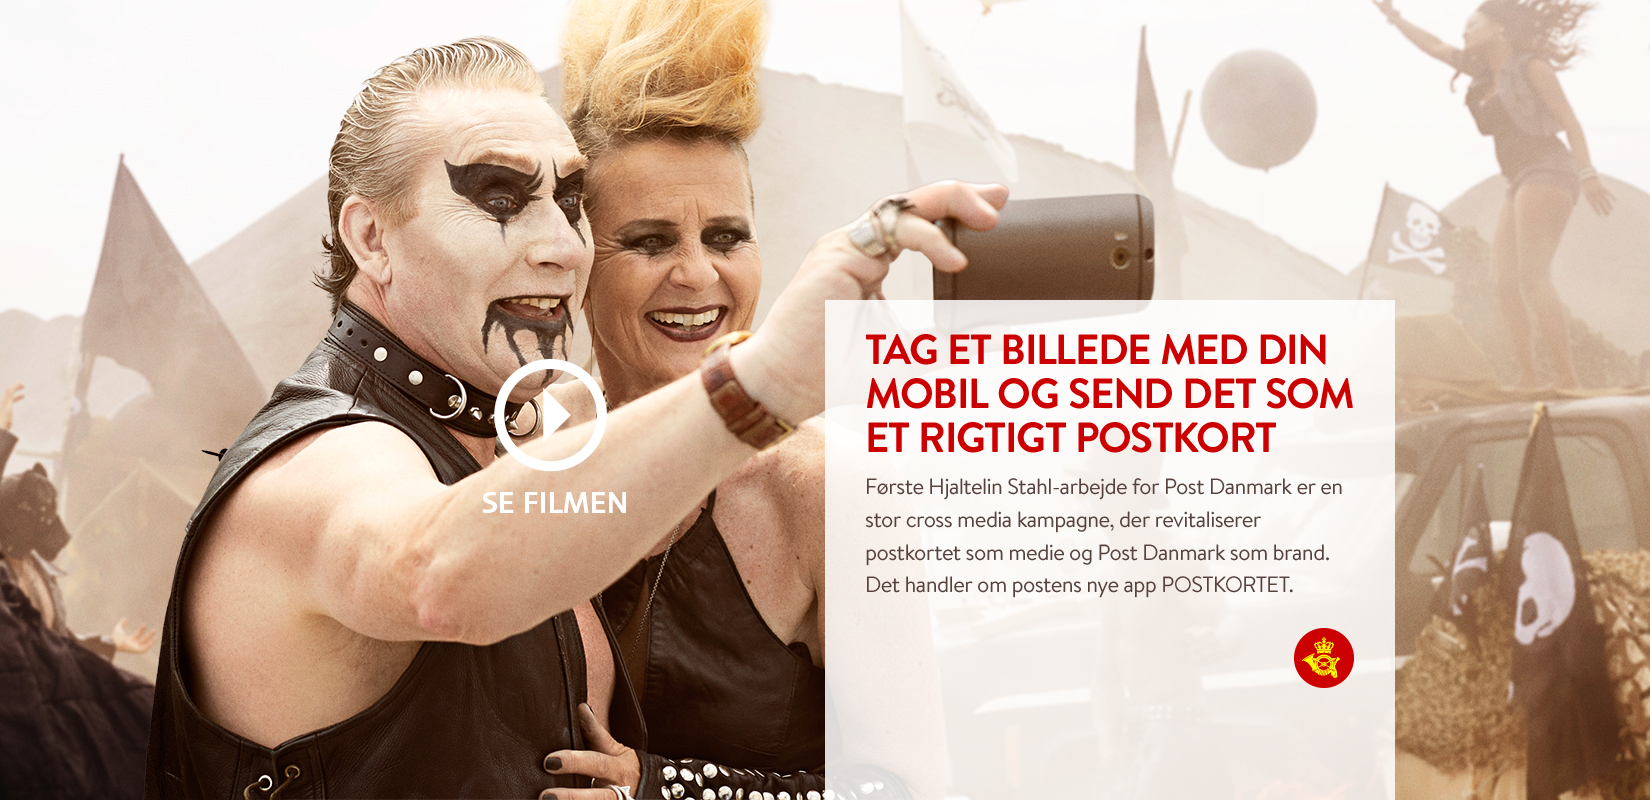 TAG ET BILLEDE MED DIN
MOBIL OG SEND DET SOM
ET RIGTIGT POSTKORT
Første Hjaltelin Stahl-arbejde for Post Danmark er en
stor cross media kampagne, der revitaliserer
postkortet som medie og Post Danmark som brand.
Det handler om postens nye app POSTKORTET.
SE FILMEN